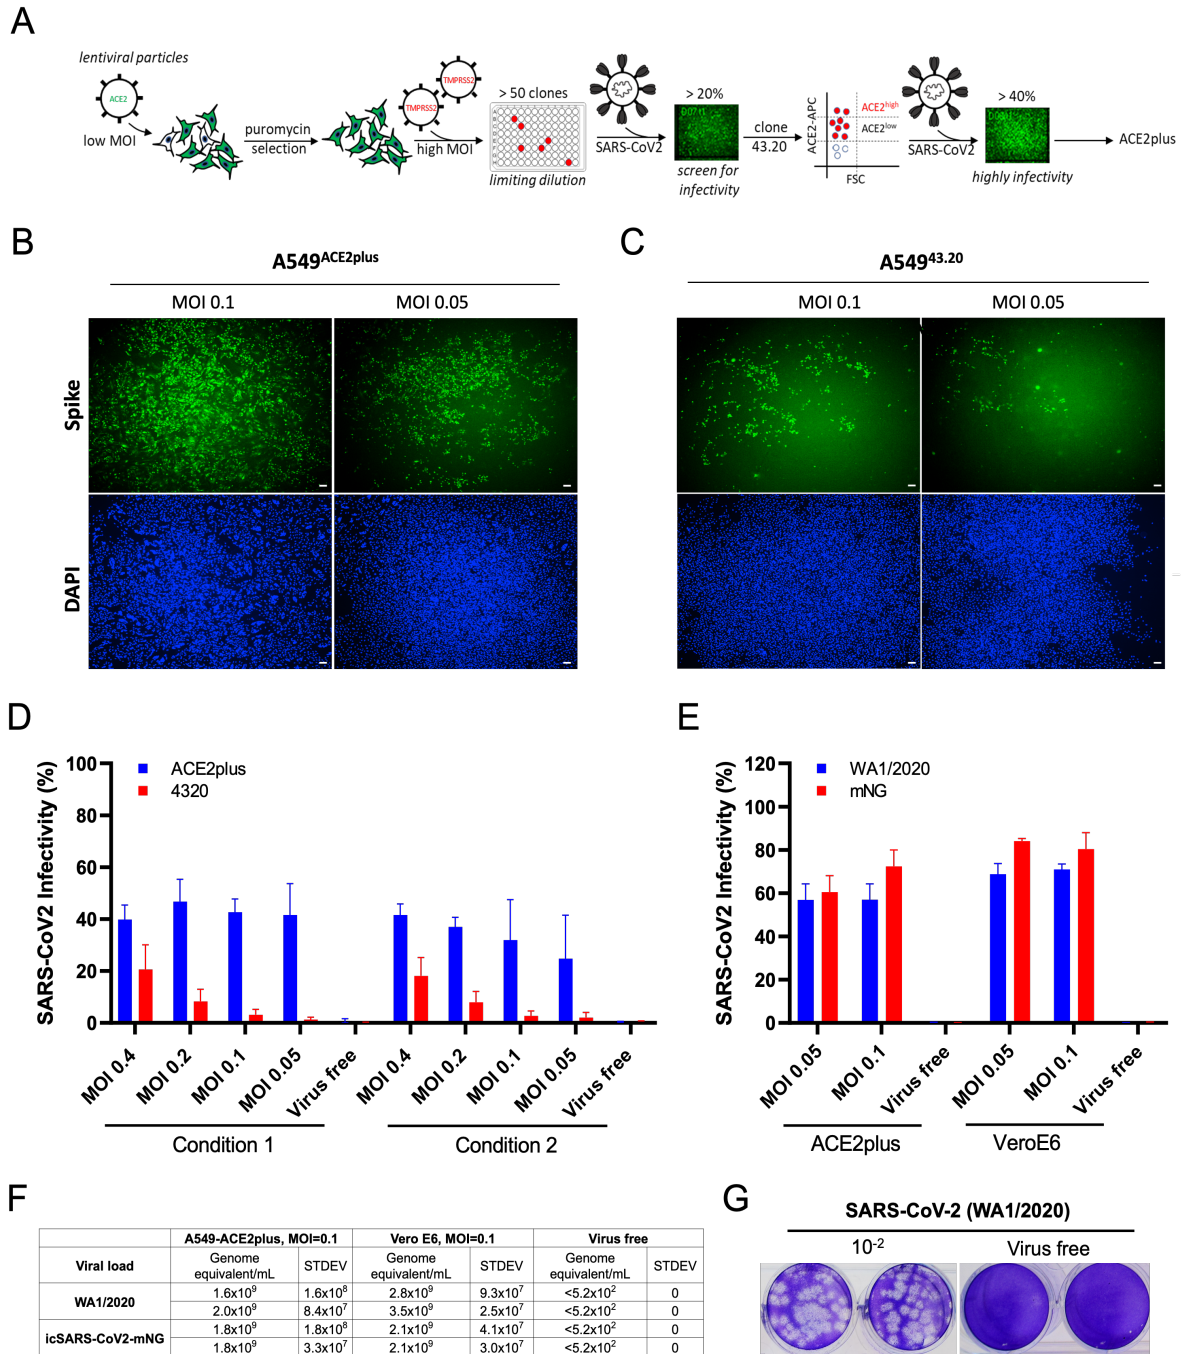 A
lentiviral particles
ACE2
low MOI
puromycin
selection
TMPRSS2
TMPRSS2
high MOI
> 50 clones
limiting dilution
SARS-CoV2
> 20%
screen for
infectivity
clone
43.20
ACE2-APC
ACE2high
ACE2low
FSC
SARS-CoV2
> 40%
highly infectivity
ACE2plus
B
A549ACE2plus
MOI 0.1
MOI 0.05
Spike
DAPI
C
A54943.20
MOI 0.1
MOI 0.05
D
SARS-CoV2 Infectivity (%)
100
80
60
40
20
0
ACE2plus
4320
MOI 0.4
MOI 0.2
MOI 0.1
MOI 0.05
Virus free
MOI 0.4
MOI 0.2
MOI 0.1
MOI 0.05
Virus free
Condition 1
Condition 2
E
SARS-CoV2 Infectivity (%)
120
100
80
60
40
20
0
WA1/2020
mNG
MOI 0.05
MOI 0.1
Virus free
MOI 0.05
MOI 0.1
Virus free
ACE2plus
VeroE6
F
A549-ACE2plus, MOI=0.1 Vero E6, MOI=0.1 Virus free
Viral load Genome equivalent/mL STDEV Genome equivalent/mL STDEV Genome equivalent/mL STDEV
WA1/2020 1.6x10⁹ 1.6x10⁸ 2.8x10⁹ 9.3x10⁷ <5.2x10² 0
2.0x10⁹ 8.4x10⁷ 3.5x10⁹ 2.5x10⁷ <5.2x10² 0
icSARS-CoV2-mNG 1.8x10⁹ 1.8x10⁸ 2.1x10⁹ 4.1x10⁷ <5.2x10² 0
1.8x10⁹ 3.3x10⁷ 2.1x10⁹ 3.0x10⁷ <5.2x10² 0
G
SARS-CoV-2 (WA1/2020)
10⁻²
Virus free